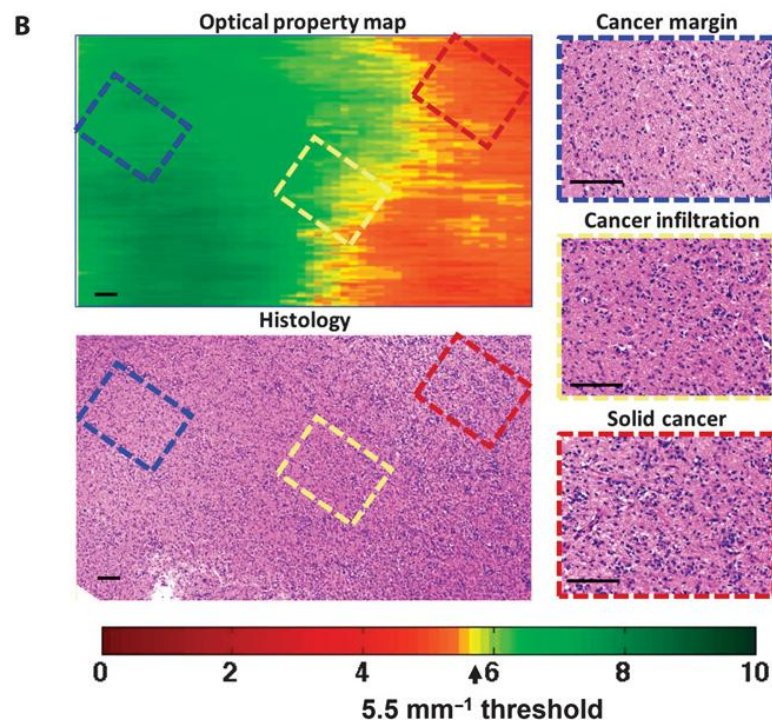 B
Optical property map
Cancer margin
Cancer infiltration
Histology
Solid cancer
0 2 4 6 8 10
5.5 mm⁻¹ threshold